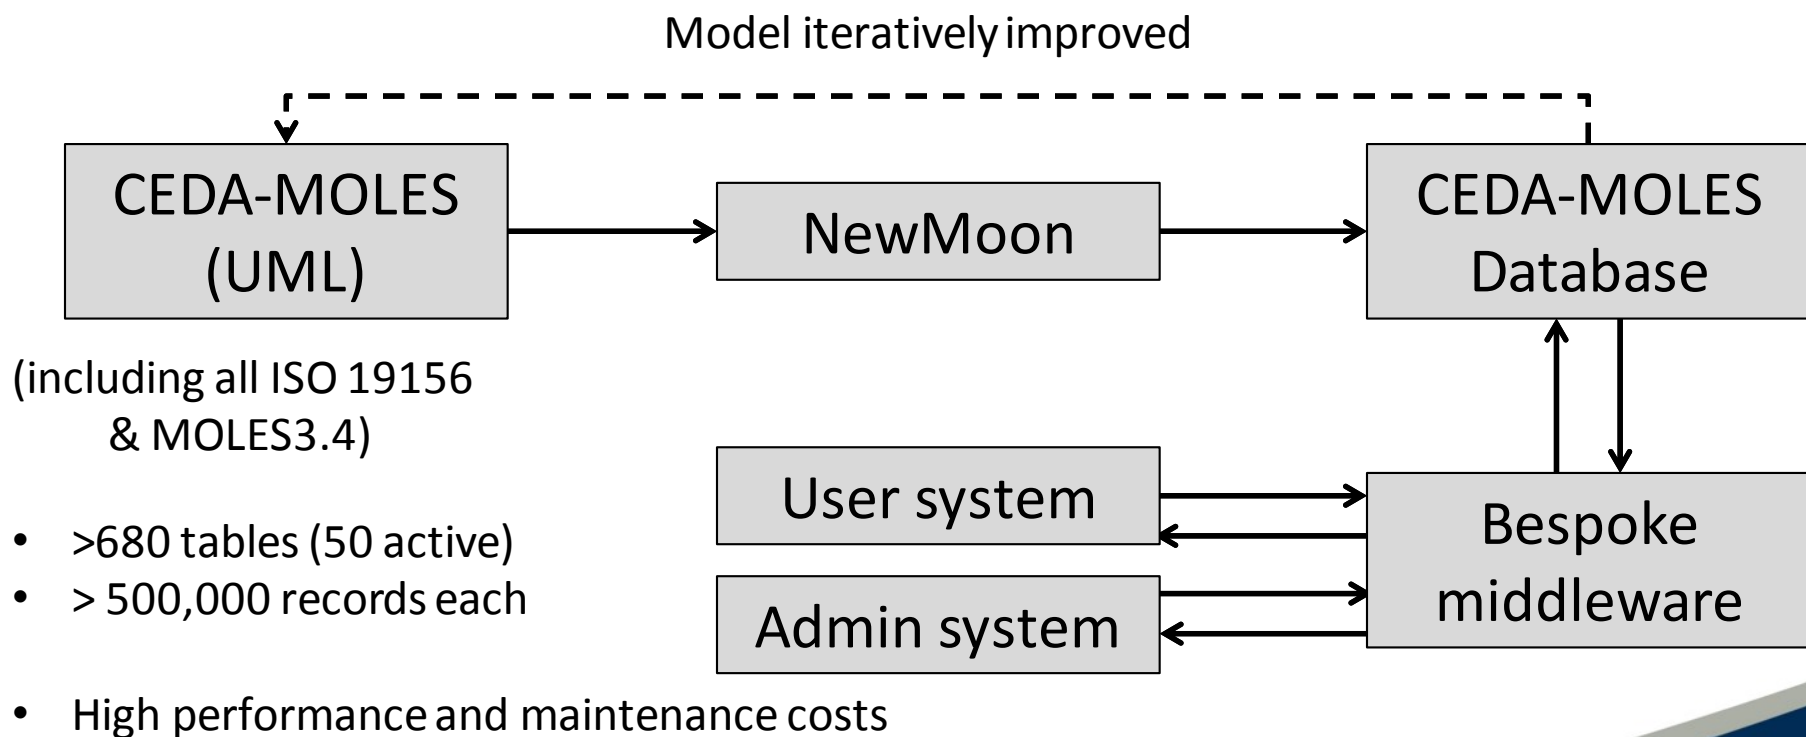 Model iteratively improved
CEDA-MOLES
(UML)
NewMoon
CEDA-MOLES
Database
(including all ISO 19156
& MOLES3.4)
User system
Bespoke
middleware
Admin system
• >680 tables (50 active)
• > 500,000 records each
• High performance and maintenance costs